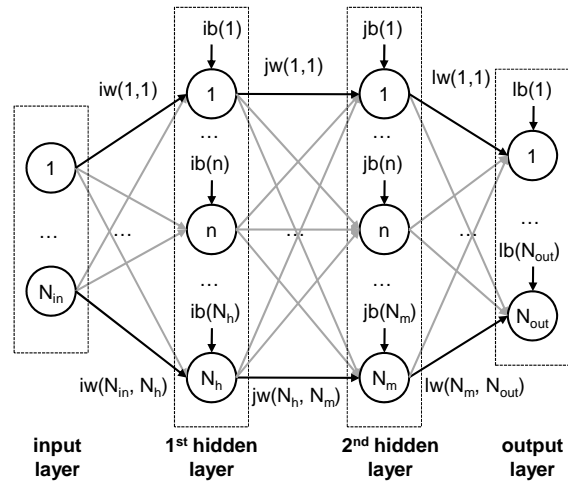 ib(1)
jb(1)
iw(1,1)
jw(1,1)
lw(1,1)
lb(1)
1
1
1
1
...
...
ib(n)
jb(n)
...
n
...
n
...
...
...
lb(Nout)
Nin
...
...
ib(Nh)
jb(Nm)
Nout
Nh
Nm
iw(Nin, Nh)
jw(Nh, Nm)
lw(Nm, Nout)
input
layer
1st hidden
layer
2nd hidden
layer
output
layer